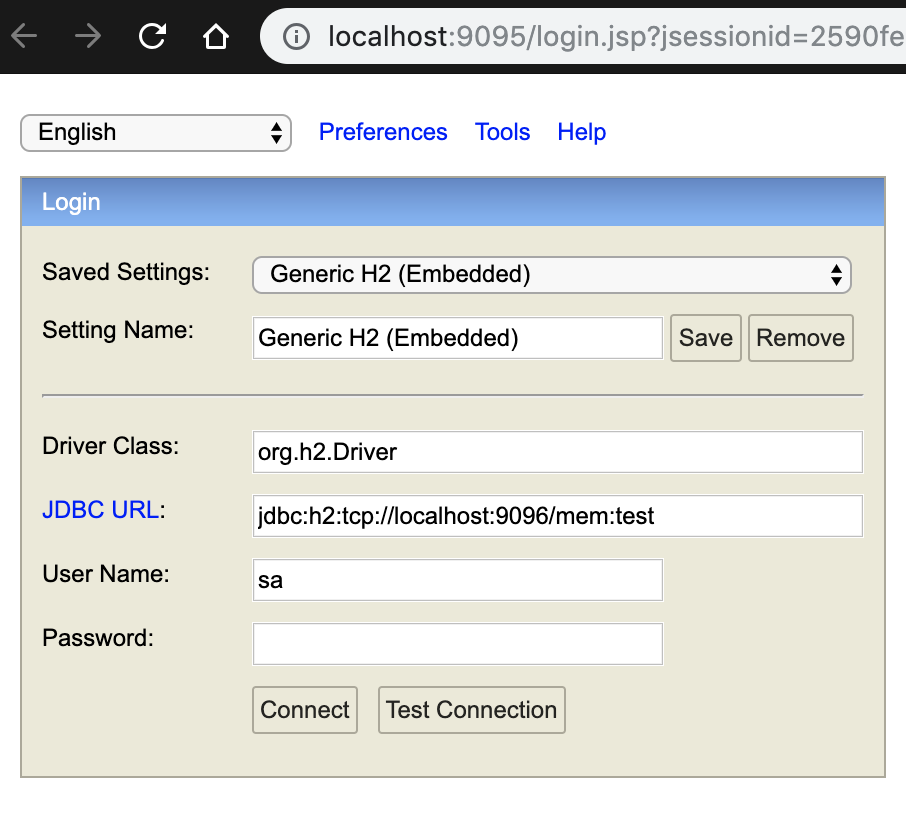 localhost:9095/login.jsp?jsessionid=2590fe
English Preferences Tools Help
Login
Saved Settings: Generic H2 (Embedded)
Setting Name: Generic H2 (Embedded) Save Remove
Driver Class: org.h2.Driver
JDBC URL: jdbc:h2:tcp://localhost:9096/mem:test
User Name: sa
Password:
Connect Test Connection